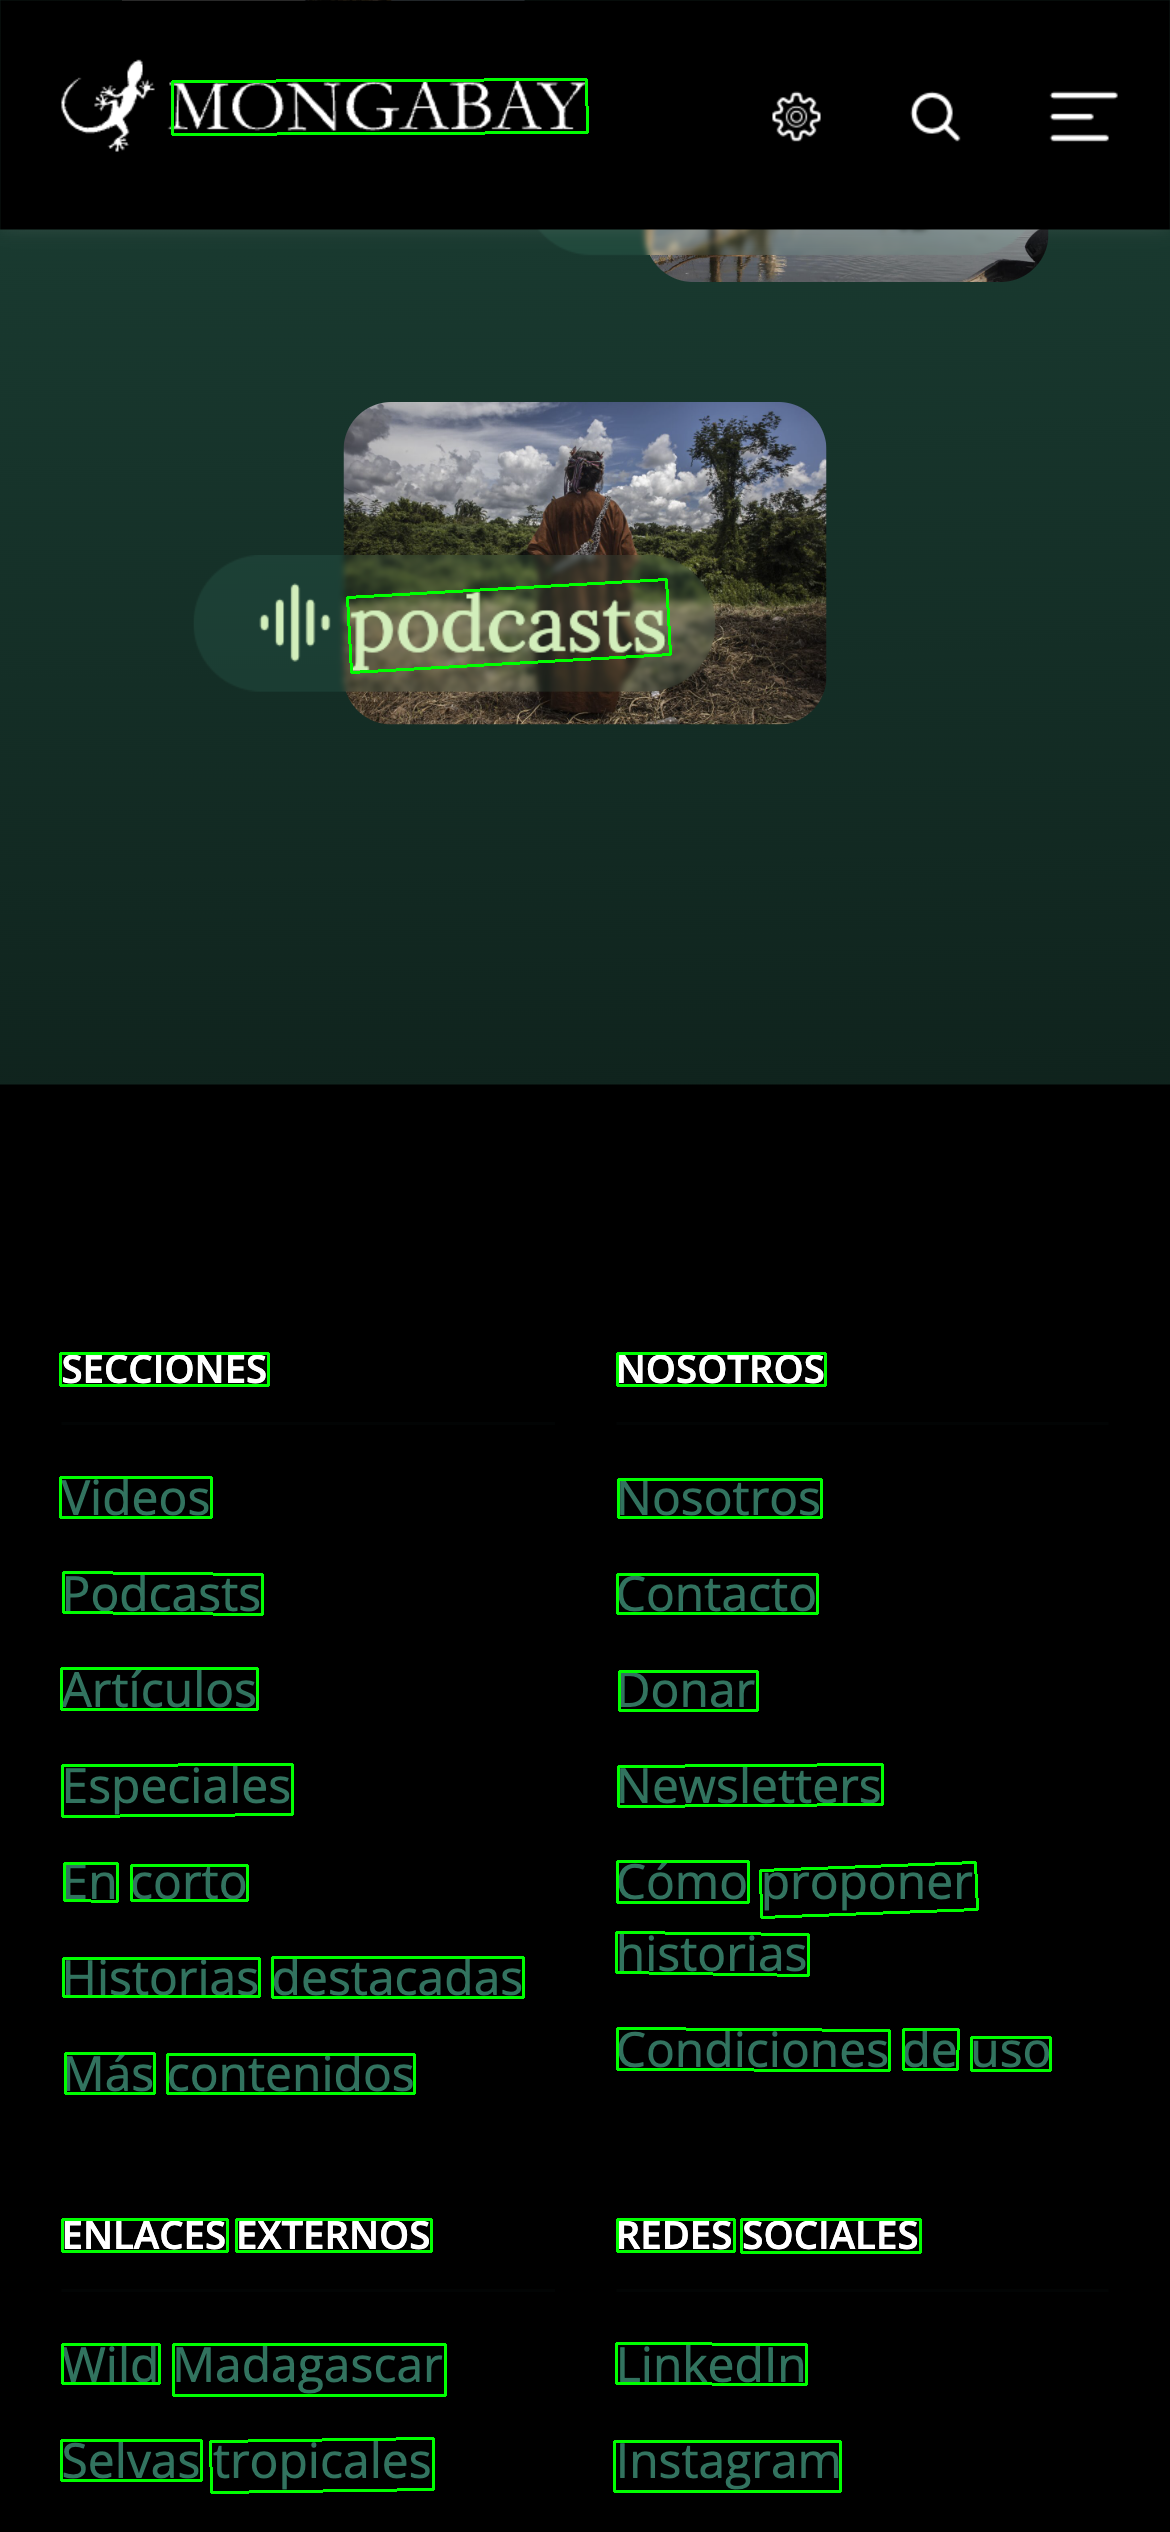 MONGABAY
podcasts
SECCIONES
Videos
Podcasts
Artículos
Especiales
En corto
Historias destacadas
Más contenidos
NOSOTROS
Nosotros
Contacto
Donar
Newsletters
Cómo proponer
historias
Condiciones de uso
ENLACES EXTERNOS
Wild Madagascar
Selvas tropicales
REDES SOCIALES
LinkedIn
Instagram